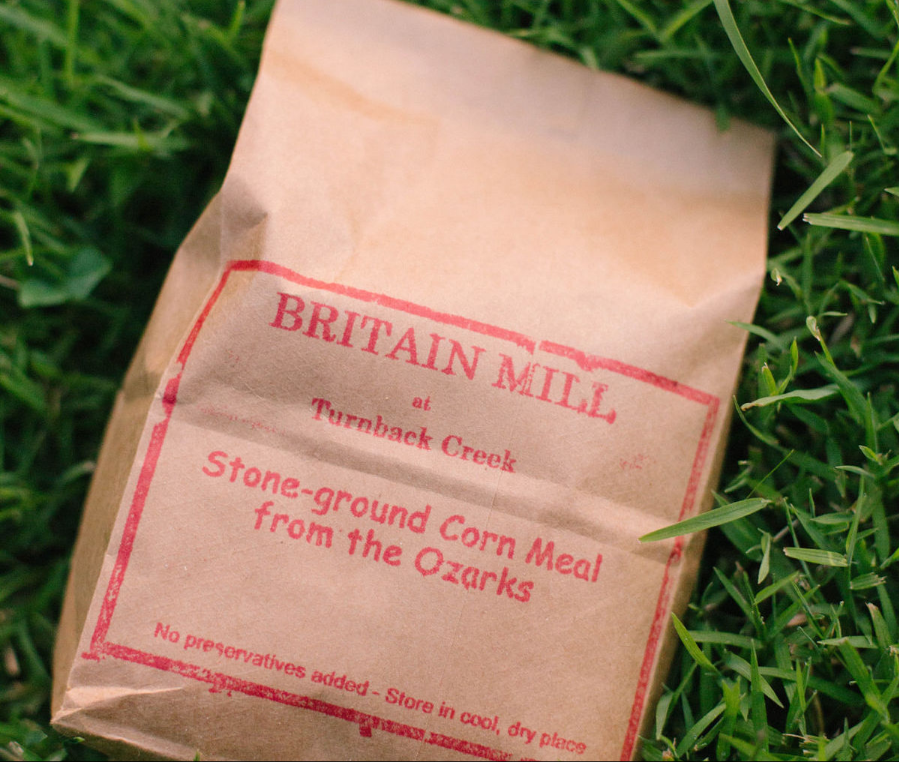 BRITAIN MILL
at
Turnback Creek
Stone-ground Corn Meal
from the Ozarks
No preservatives added - Store in cool, dry place